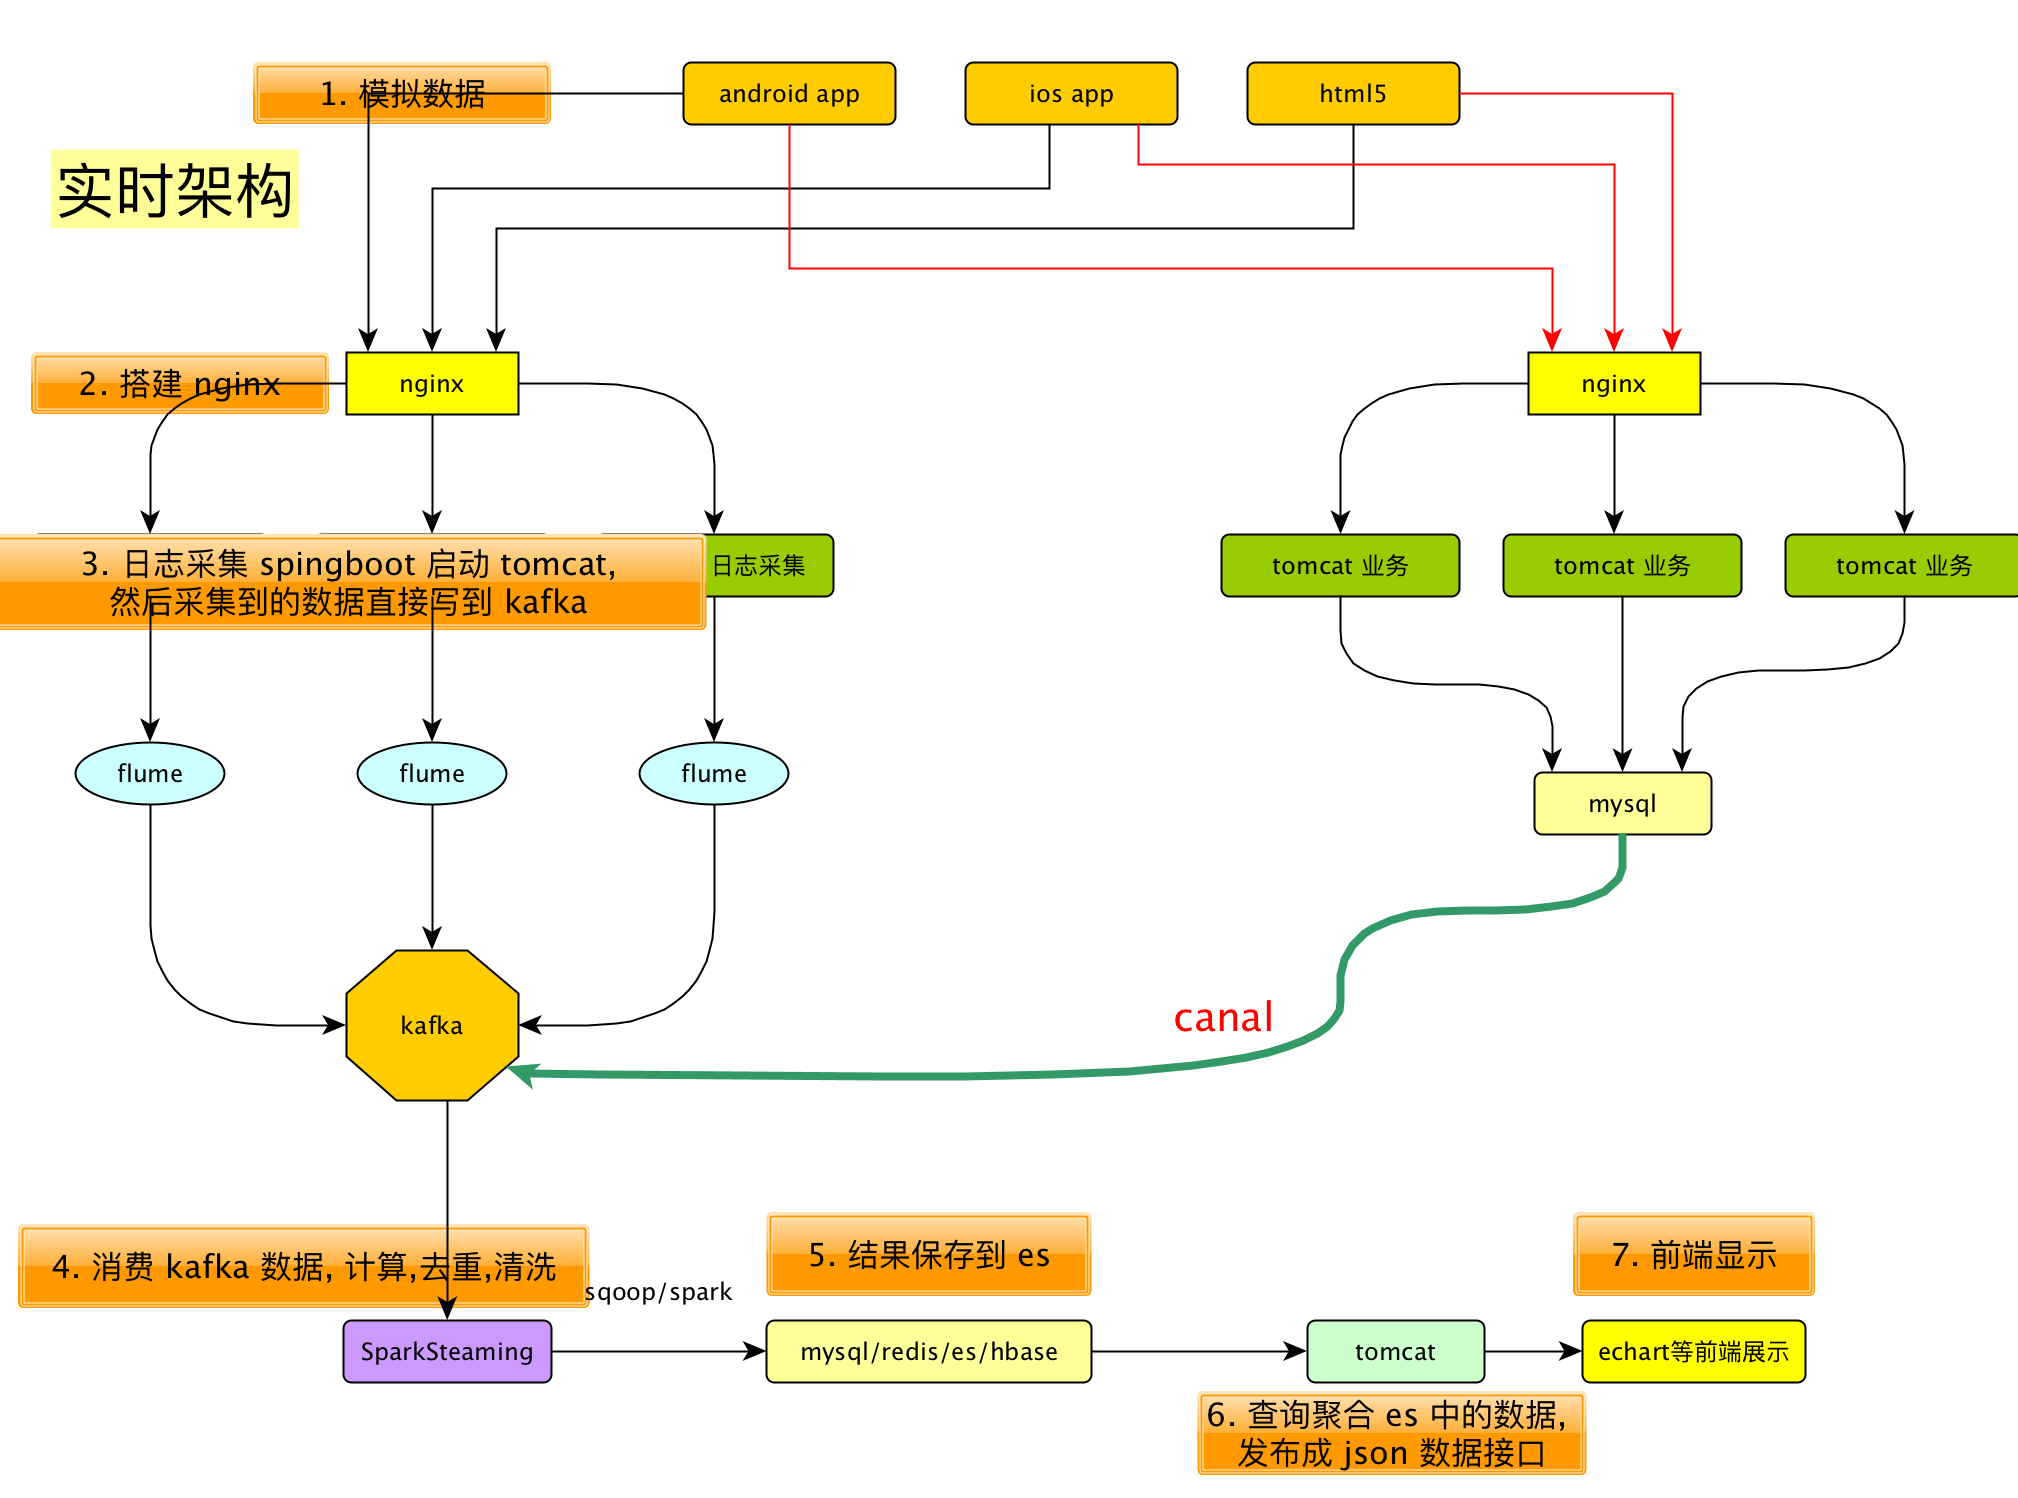 1. 模拟数据
android app
ios app
html5
实时架构
2. 搭建 nginx
nginx
nginx
3. 日志采集 spingboot 启动 tomcat,
然后采集到的数据直接写到 kafka
日志采集
tomcat 业务
tomcat 业务
tomcat 业务
flume
flume
flume
mysql
kafka
canal
4. 消费 kafka 数据, 计算,去重,清洗
sqoop/spark
5. 结果保存到 es
7. 前端显示
SparkSteaming
mysql/redis/es/hbase
tomcat
echart等前端展示
6. 查询聚合 es 中的数据,
发布成 json 数据接口